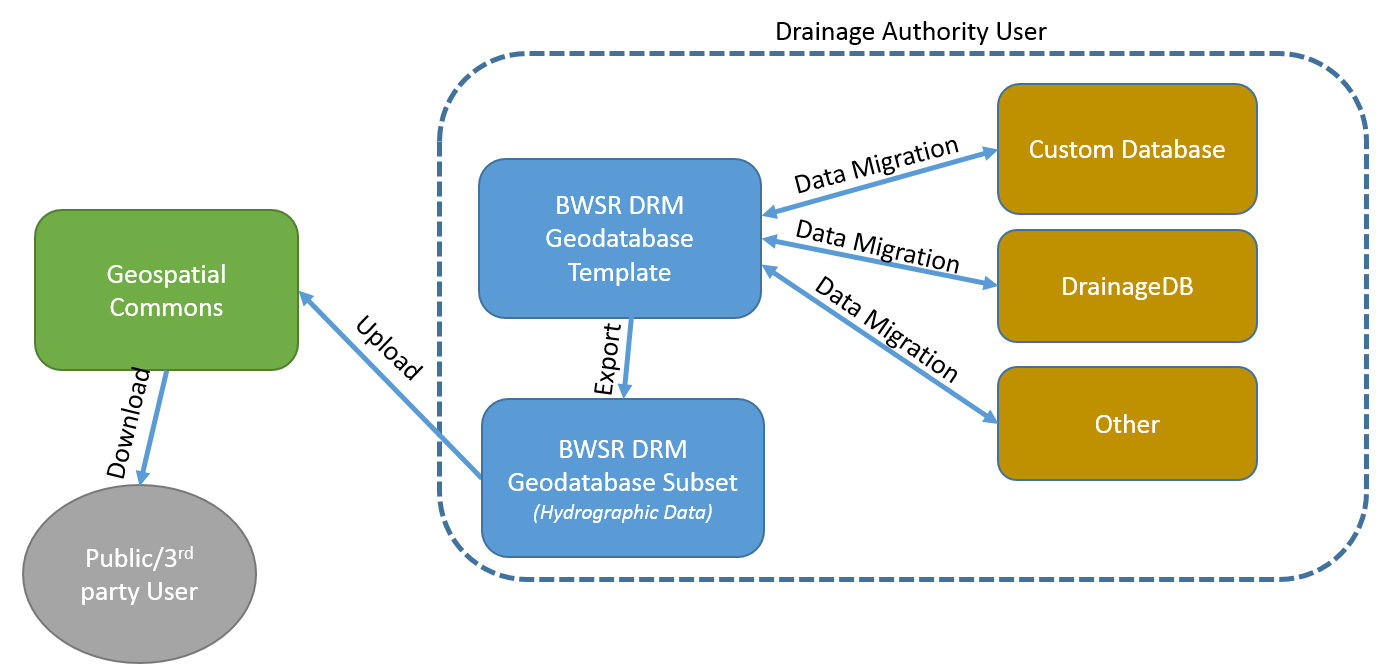 Drainage Authority User
Custom Database
Data Migration
BWSR DRM
Geodatabase
Template
Data Migration
DrainageDB
Geospatial
Commons
Data Migration
Upload
Export
Other
Download
BWSR DRM
Geodatabase Subset
(Hydrographic Data)
Public/3rd
party User